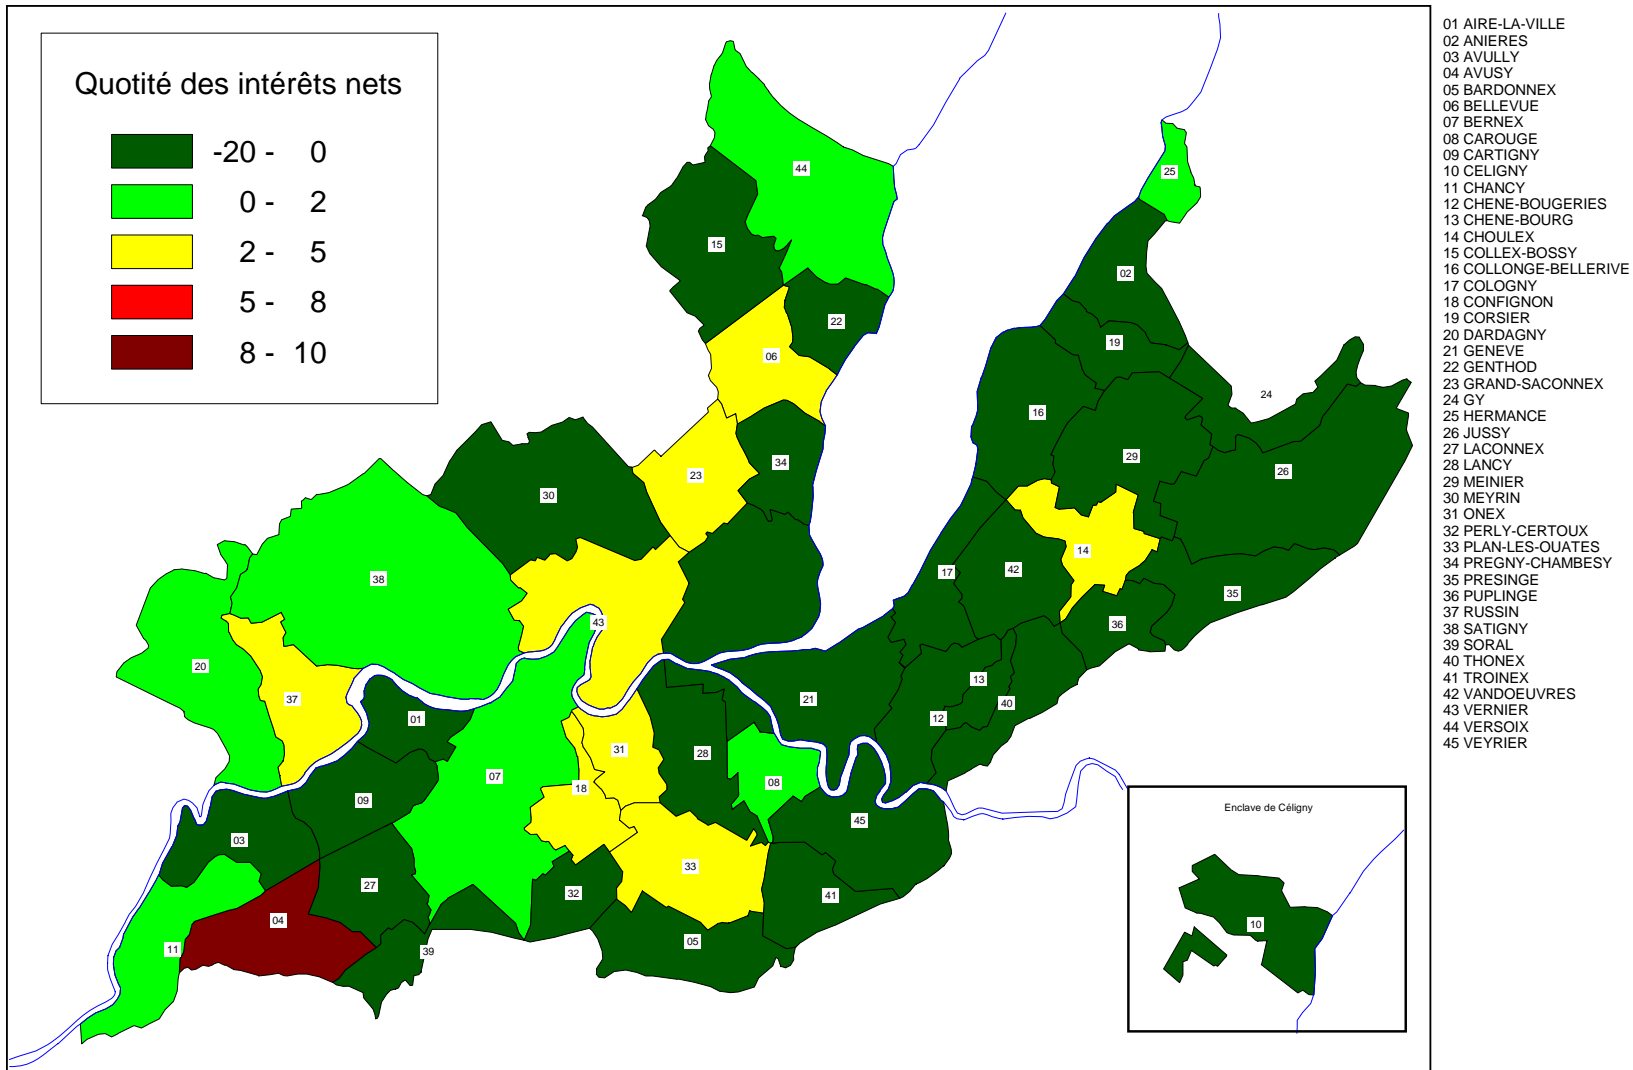 Quotité des intérêts nets
-20 - 0
0 - 2
2 - 5
5 - 8
8 - 10
44
25
15
02
22
19
06
24
16
34
29
23
26
30
14
42
17
38
35
43
36
20
13
37
21
40
01
12
31
28
07
08
18
09
45
03
33
27
32
41
04
05
11
39
Enclave de Céligny
10
01 AIRE-LA-VILLE
02 ANIERES
03 AVULLY
04 AVUSY
05 BARDONNEX
06 BELLEVUE
07 BERNEX
08 CAROUGE
09 CARTIGNY
10 CELIGNY
11 CHANCY
12 CHENE-BOUGERIES
13 CHENE-BOURG
14 CHOULEX
15 COLLEX-BOSSY
16 COLLONGE-BELLERIVE
17 COLOGNY
18 CONFIGNON
19 CORSIER
20 DARDAGNY
21 GENEVE
22 GENTHOD
23 GRAND-SACONNEX
24 GY
25 HERMANCE
26 JUSSY
27 LACONNEX
28 LANCY
29 MEINIER
30 MEYRIN
31 ONEX
32 PERLY-CERTOUX
33 PLAN-LES-OUATES
34 PREGNY-CHAMBESY
35 PRESINGE
36 PUPLINGE
37 RUSSIN
38 SATIGNY
39 SORAL
40 THONEX
41 TROINEX
42 VANDOEUVRES
43 VERNIER
44 VERSOIX
45 VEYRIER